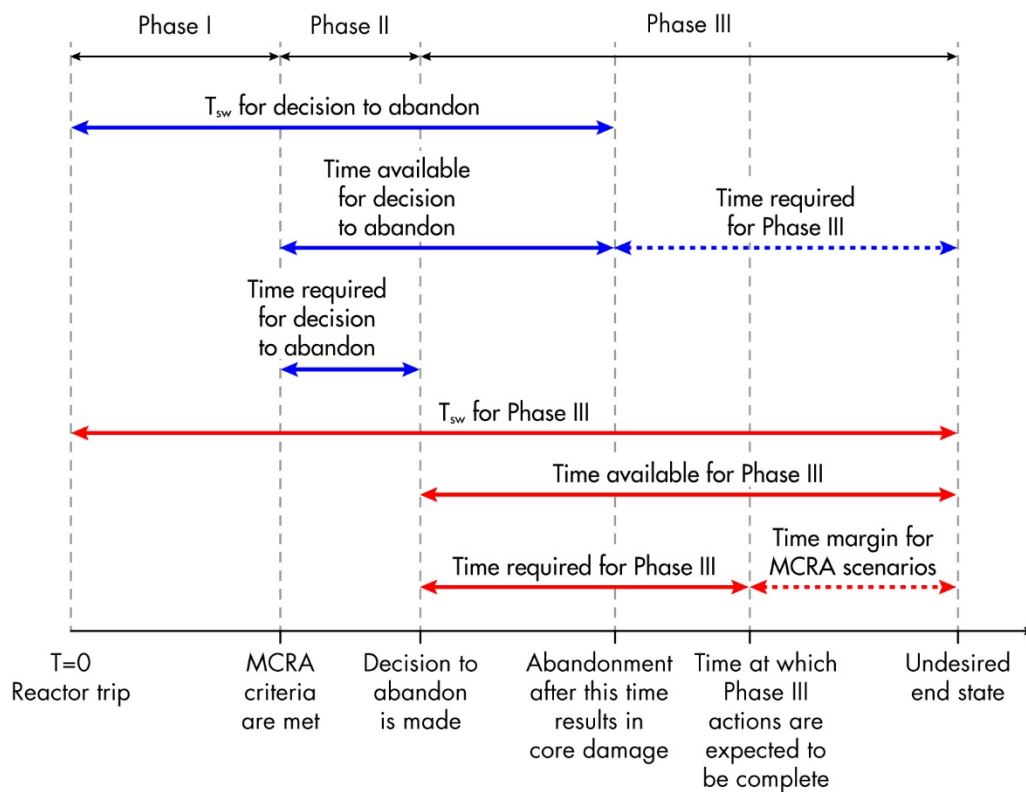 Phase I
Phase II
Phase III
T_sw for decision to abandon
Time available
for decision
to abandon
Time required
for Phase III
Time required
for decision
to abandon
T_sw for Phase III
Time available for Phase III
Time required for Phase III
Time margin for
MCRA scenarios
T=0
Reactor trip
MCRA
criteria
are met
Decision to
abandon
is made
Abandonment
after this time
results in
core damage
Time at which
Phase III
actions are
expected to
be complete
Undesired
end state